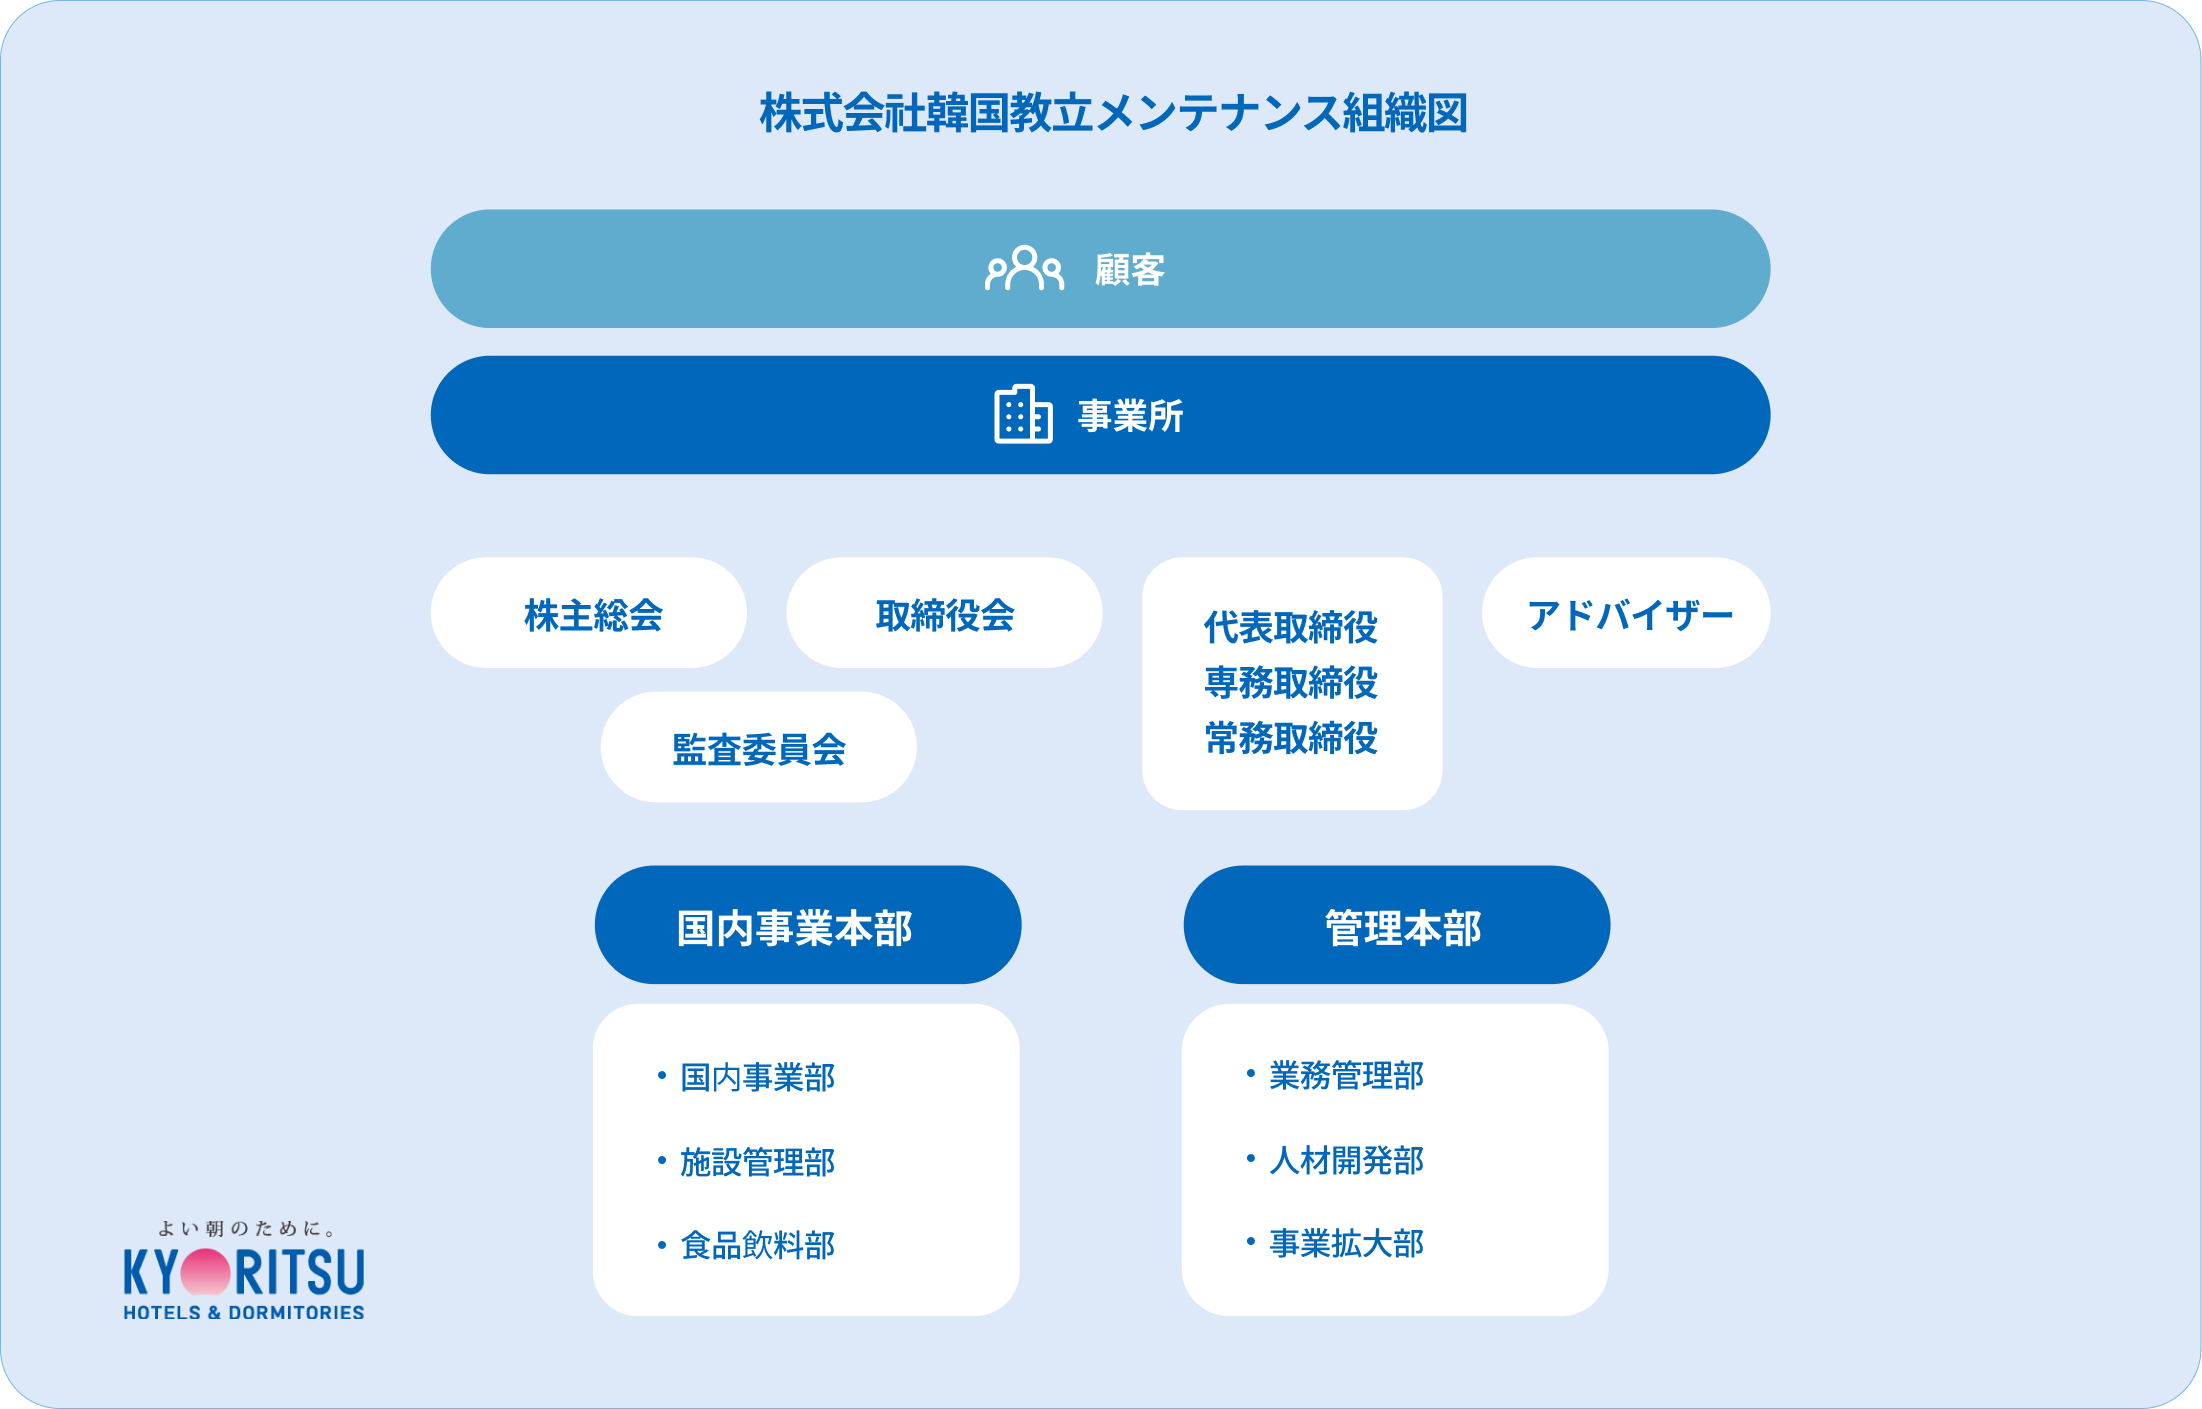 株式会社韓国教立メンテナンス組織図
顧客
事業所
株主総会
取締役会
代表取締役
専務取締役
常務取締役
アドバイザー
監査委員会
国内事業本部
・国内事業部
・施設管理部
・食品飲料部
管理本部
・業務管理部
・人材開発部
・事業拡大部
よい朝のために。
KYORITSU
HOTELS & DORMITORIES